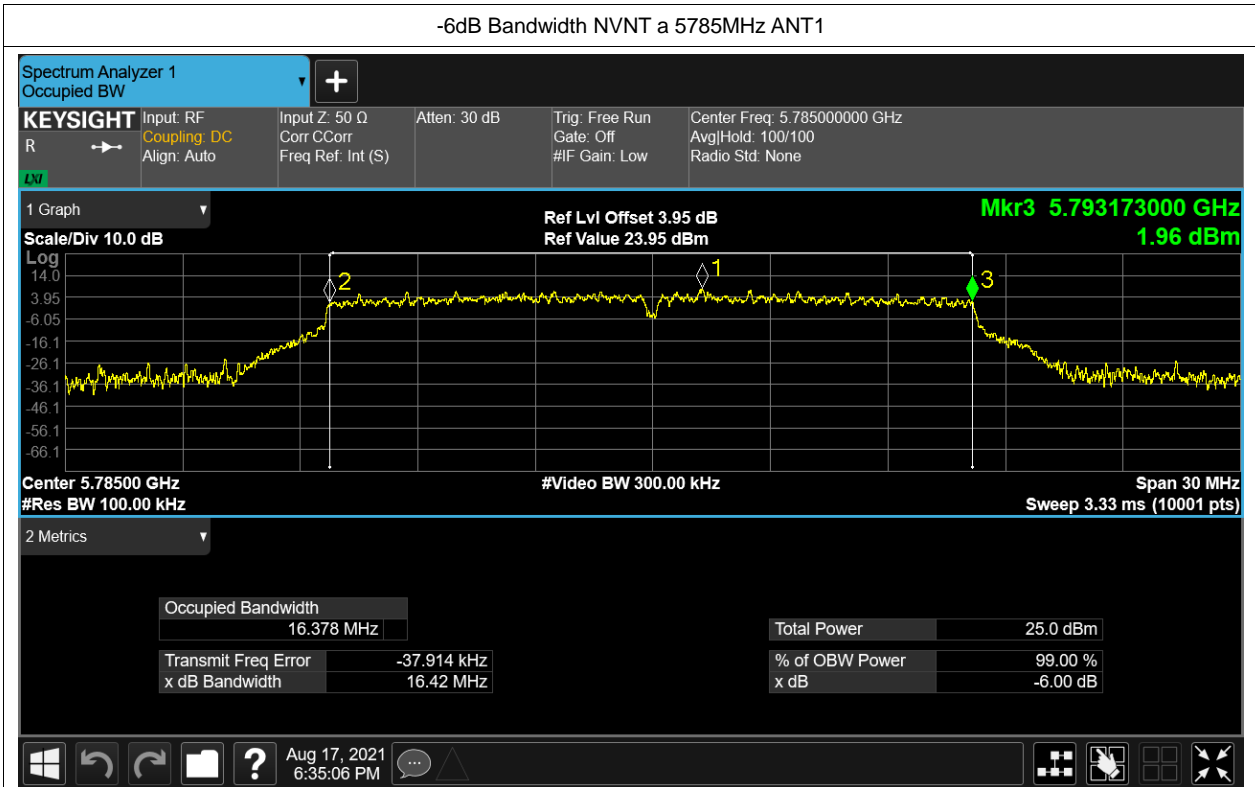 -6dB Bandwidth NVNT a 5785MHz ANT1
Spectrum Analyzer 1
Occupied BW
KEYSIGHT
R
LXI
Input: RF
Coupling: DC
Align: Auto
Input Z: 50 Ω
Corr CCorr
Freq Ref: Int (S)
Atten: 30 dB
Trig: Free Run
Gate: Off
#IF Gain: Low
Center Freq: 5.785000000 GHz
Avg|Hold: 100/100
Radio Std: None
1 Graph
Scale/Div 10.0 dB
Ref Lvl Offset 3.95 dB
Ref Value 23.95 dBm
Mkr3 5.793173000 GHz
1.96 dBm
Log
14.0
3.95
-6.05
-16.1
-26.1
-36.1
-46.1
-56.1
-66.1
2
1
3
Center 5.78500 GHz
#Video BW 300.00 kHz
Span 30 MHz
#Res BW 100.00 kHz
Sweep 3.33 ms (10001 pts)
2 Metrics
Occupied Bandwidth
16.378 MHz
Total Power 25.0 dBm
Transmit Freq Error -37.914 kHz
% of OBW Power 99.00 %
x dB Bandwidth 16.42 MHz
x dB -6.00 dB
?
Aug 17, 2021
6:35:06 PM